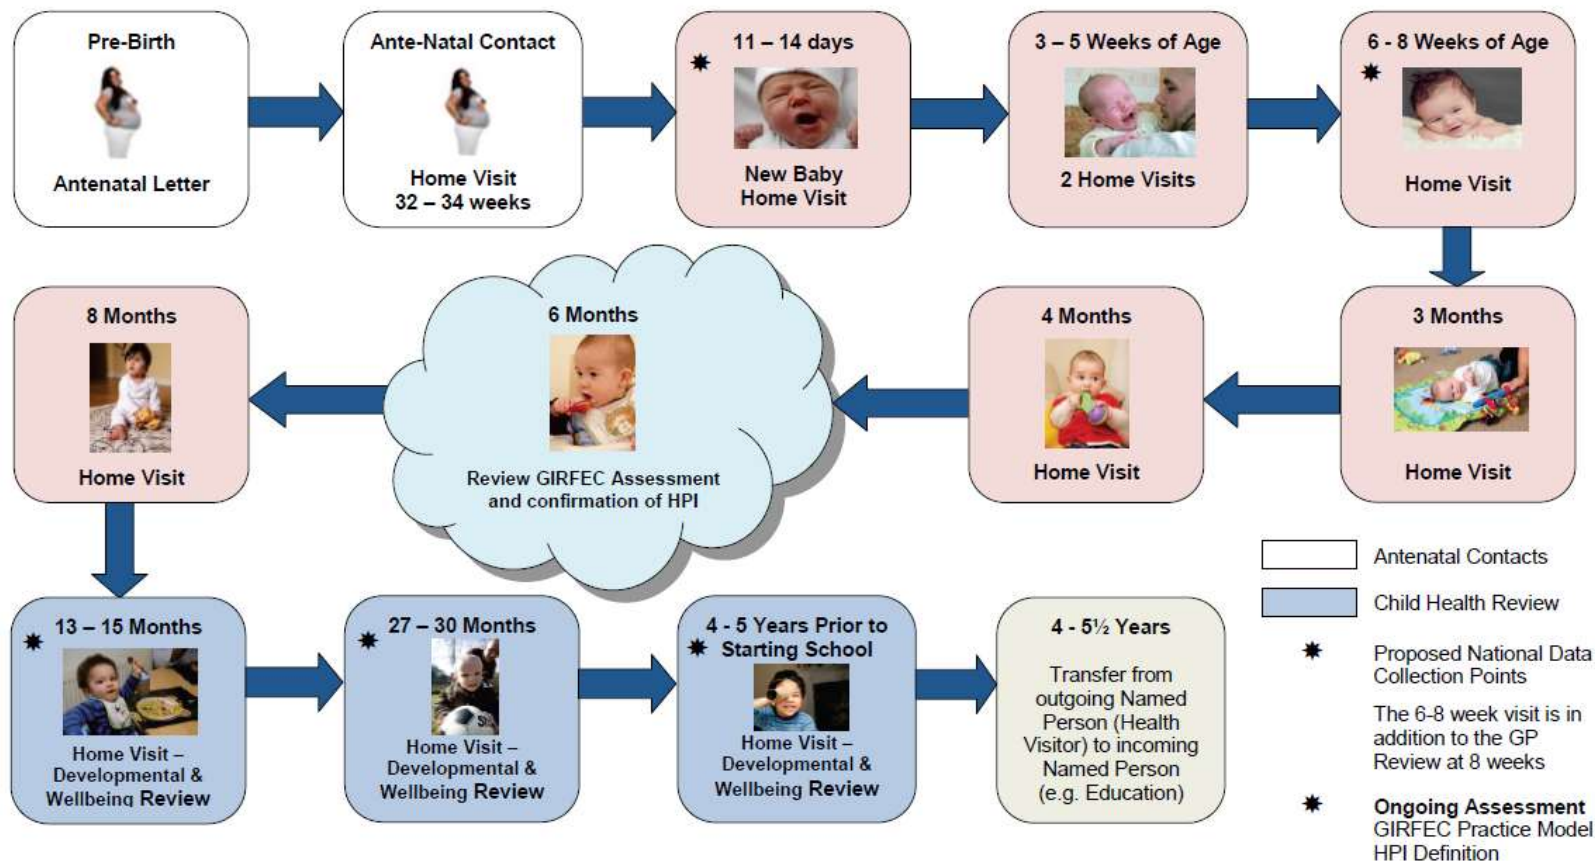 Pre-Birth
Antenatal Letter
Ante-Natal Contact
Home Visit
32 – 34 weeks
11 – 14 days
New Baby
Home Visit
3 – 5 Weeks of Age
2 Home Visits
6 - 8 Weeks of Age
Home Visit
3 Months
Home Visit
4 Months
Home Visit
6 Months
Review GIRFEC Assessment
and confirmation of HPI
8 Months
Home Visit
13 – 15 Months
Home Visit –
Developmental &
Wellbeing Review
27 – 30 Months
Home Visit –
Developmental &
Wellbeing Review
4 - 5 Years Prior to
Starting School
Home Visit –
Developmental &
Wellbeing Review
4 - 5½ Years
Transfer from
outgoing Named
Person (Health
Visitor) to incoming
Named Person
(e.g. Education)
Antenatal Contacts
Child Health Review
Proposed National Data
Collection Points
The 6-8 week visit is in
addition to the GP
Review at 8 weeks
Ongoing Assessment
GIRFEC Practice Model
HPI Definition